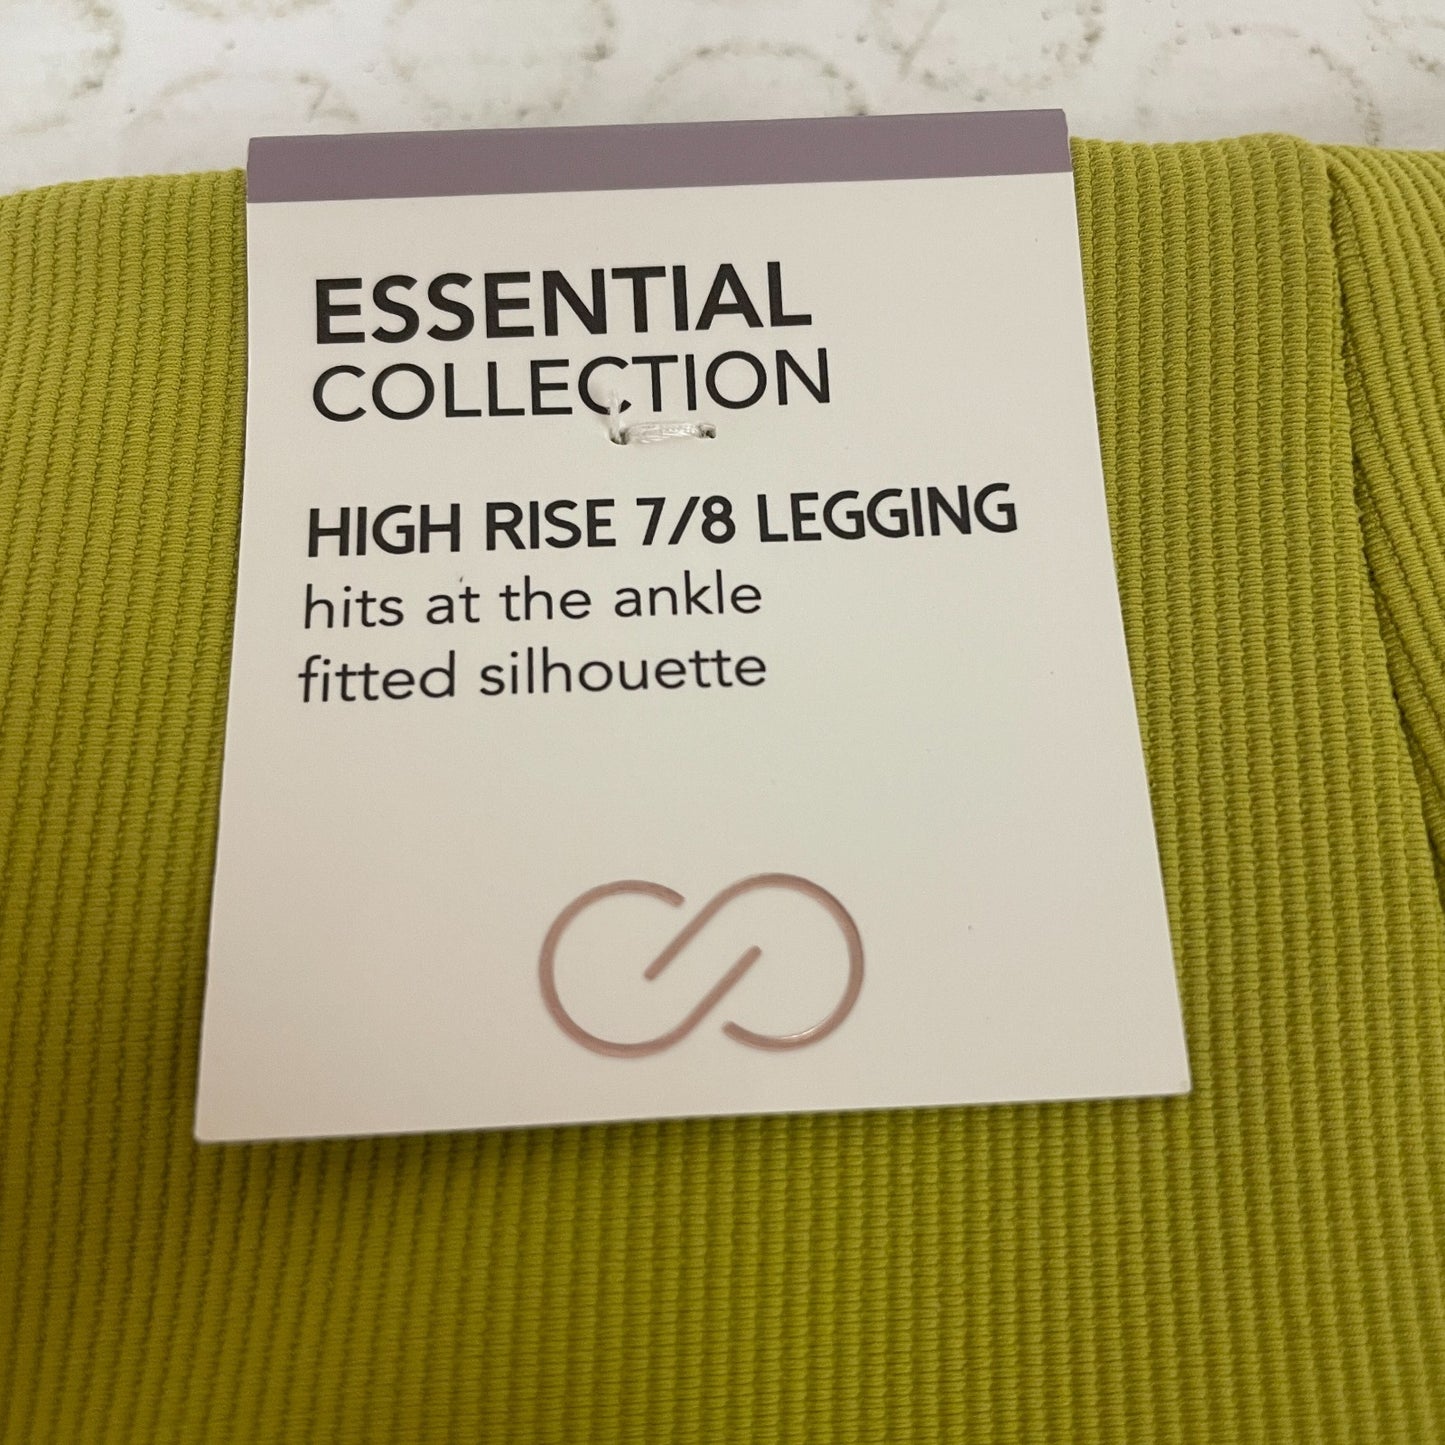 ESSENTIAL
COLLECTION
HIGH RISE 7/8 LEGGING
hits at the ankle
fitted silhouette